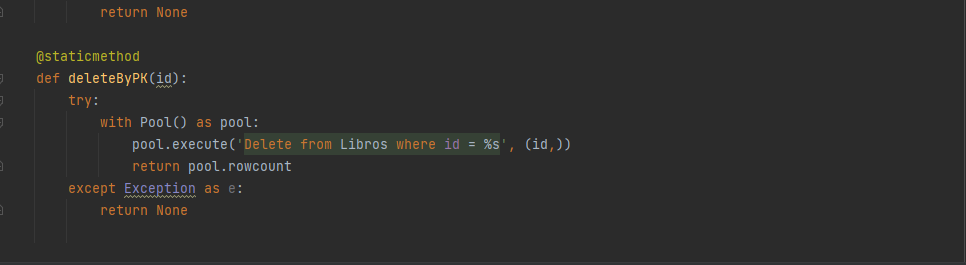 return None
@staticmethod
def deleteByPK(id):
try:
with Pool() as pool:
pool.execute('Delete from Libros where id = %s', (id,))
return pool.rowcount
except Exception as e:
return None